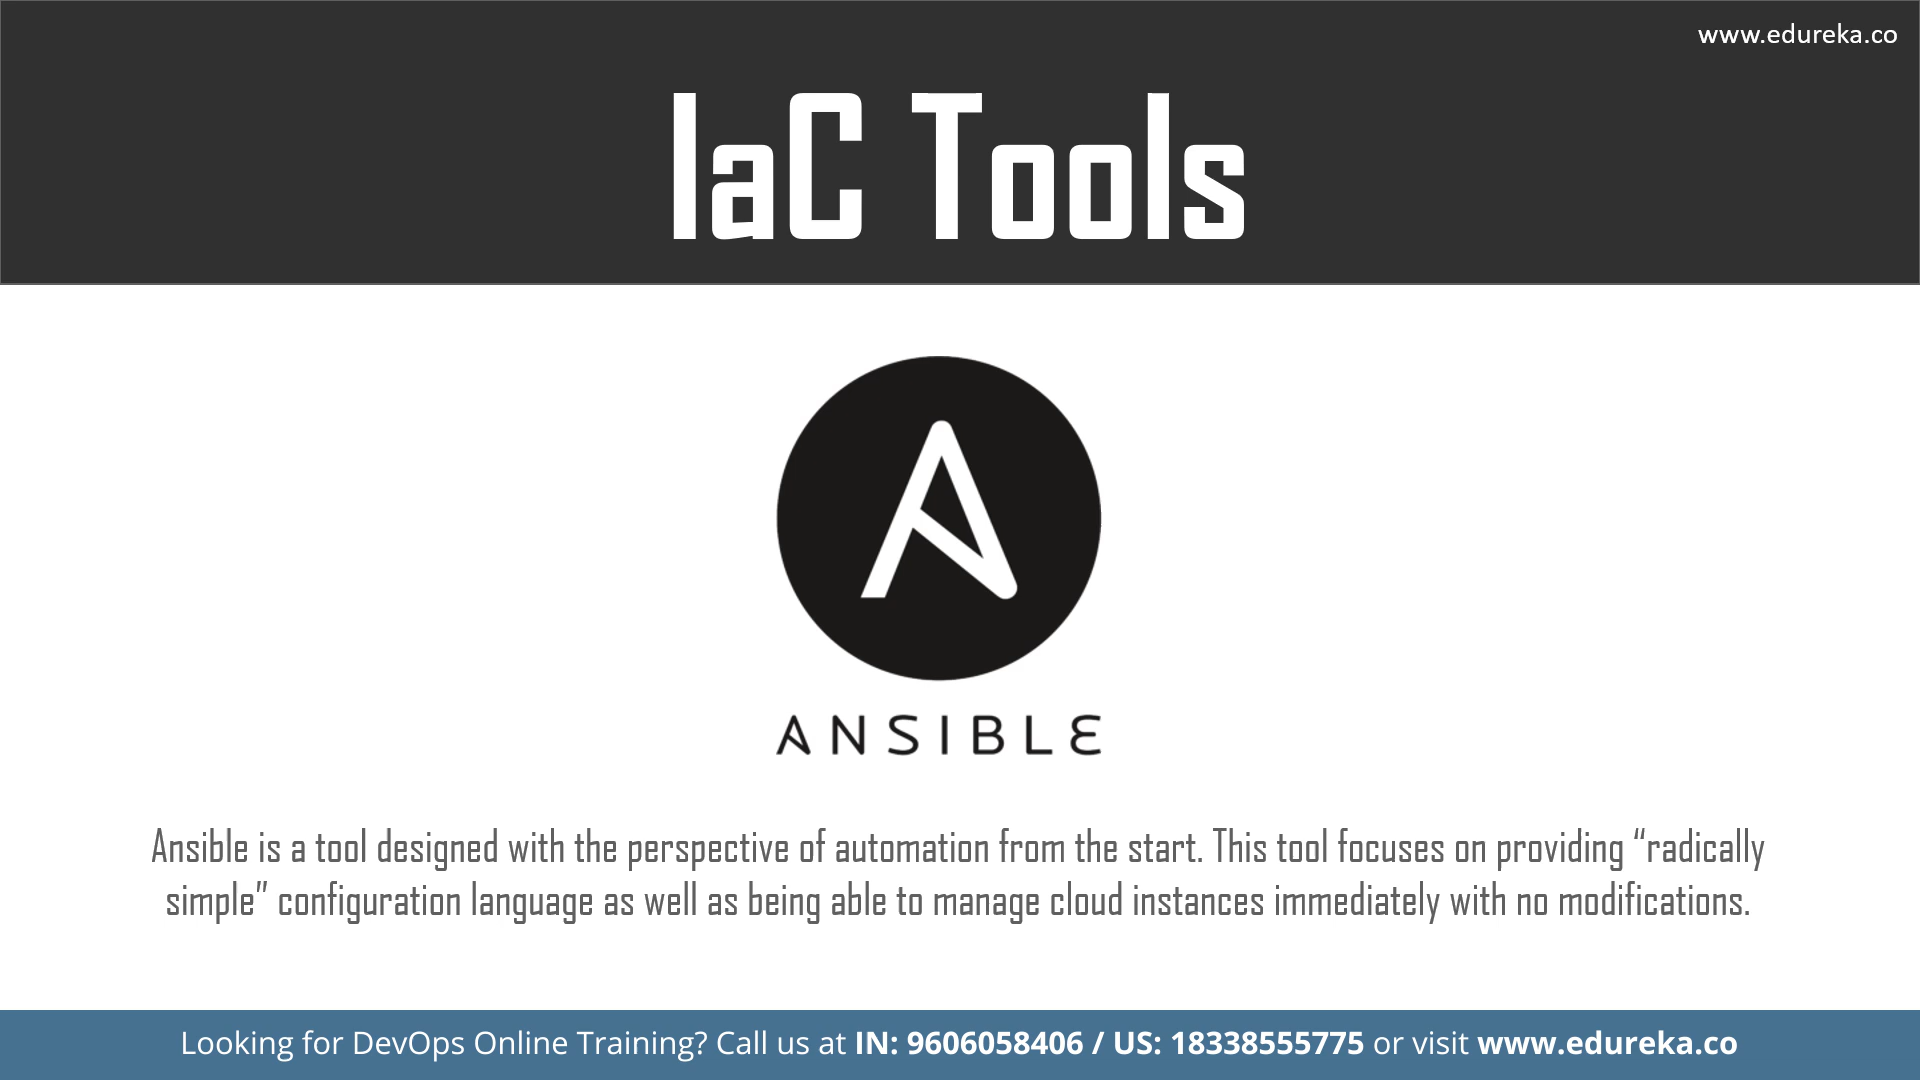 www.edureka.co
IaC Tools
ANSIBLE
Ansible is a tool designed with the perspective of automation from the start. This tool focuses on providing “radically
simple” configuration language as well as being able to manage cloud instances immediately with no modifications.
Looking for DevOps Online Training? Call us at IN: 9606058406 / US: 18338555775 or visit www.edureka.co